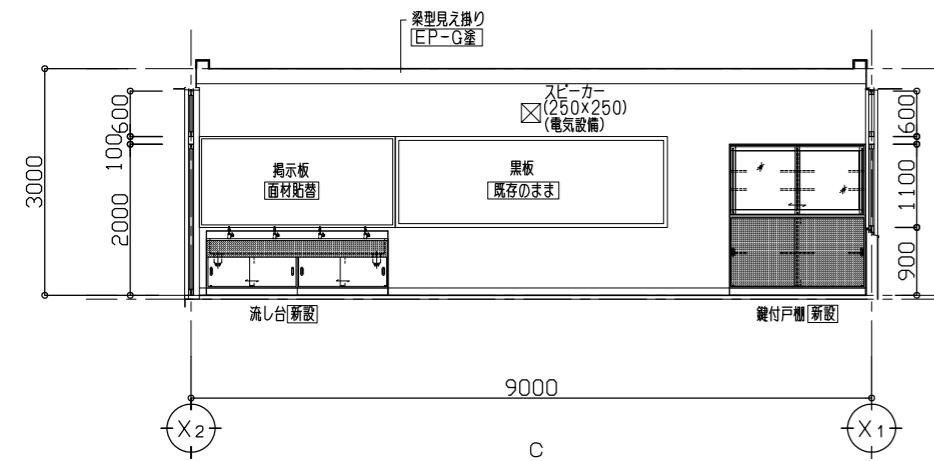 梁型見え掛り
EP-G塗
スピーカー
(250x250)
(電気設備)
掲示板
面材貼替
黒板
既存のまま
3000
600
100
2000
600
1100
900
流し台 新設
鍵付戸棚 新設
9000
X2
X1
C